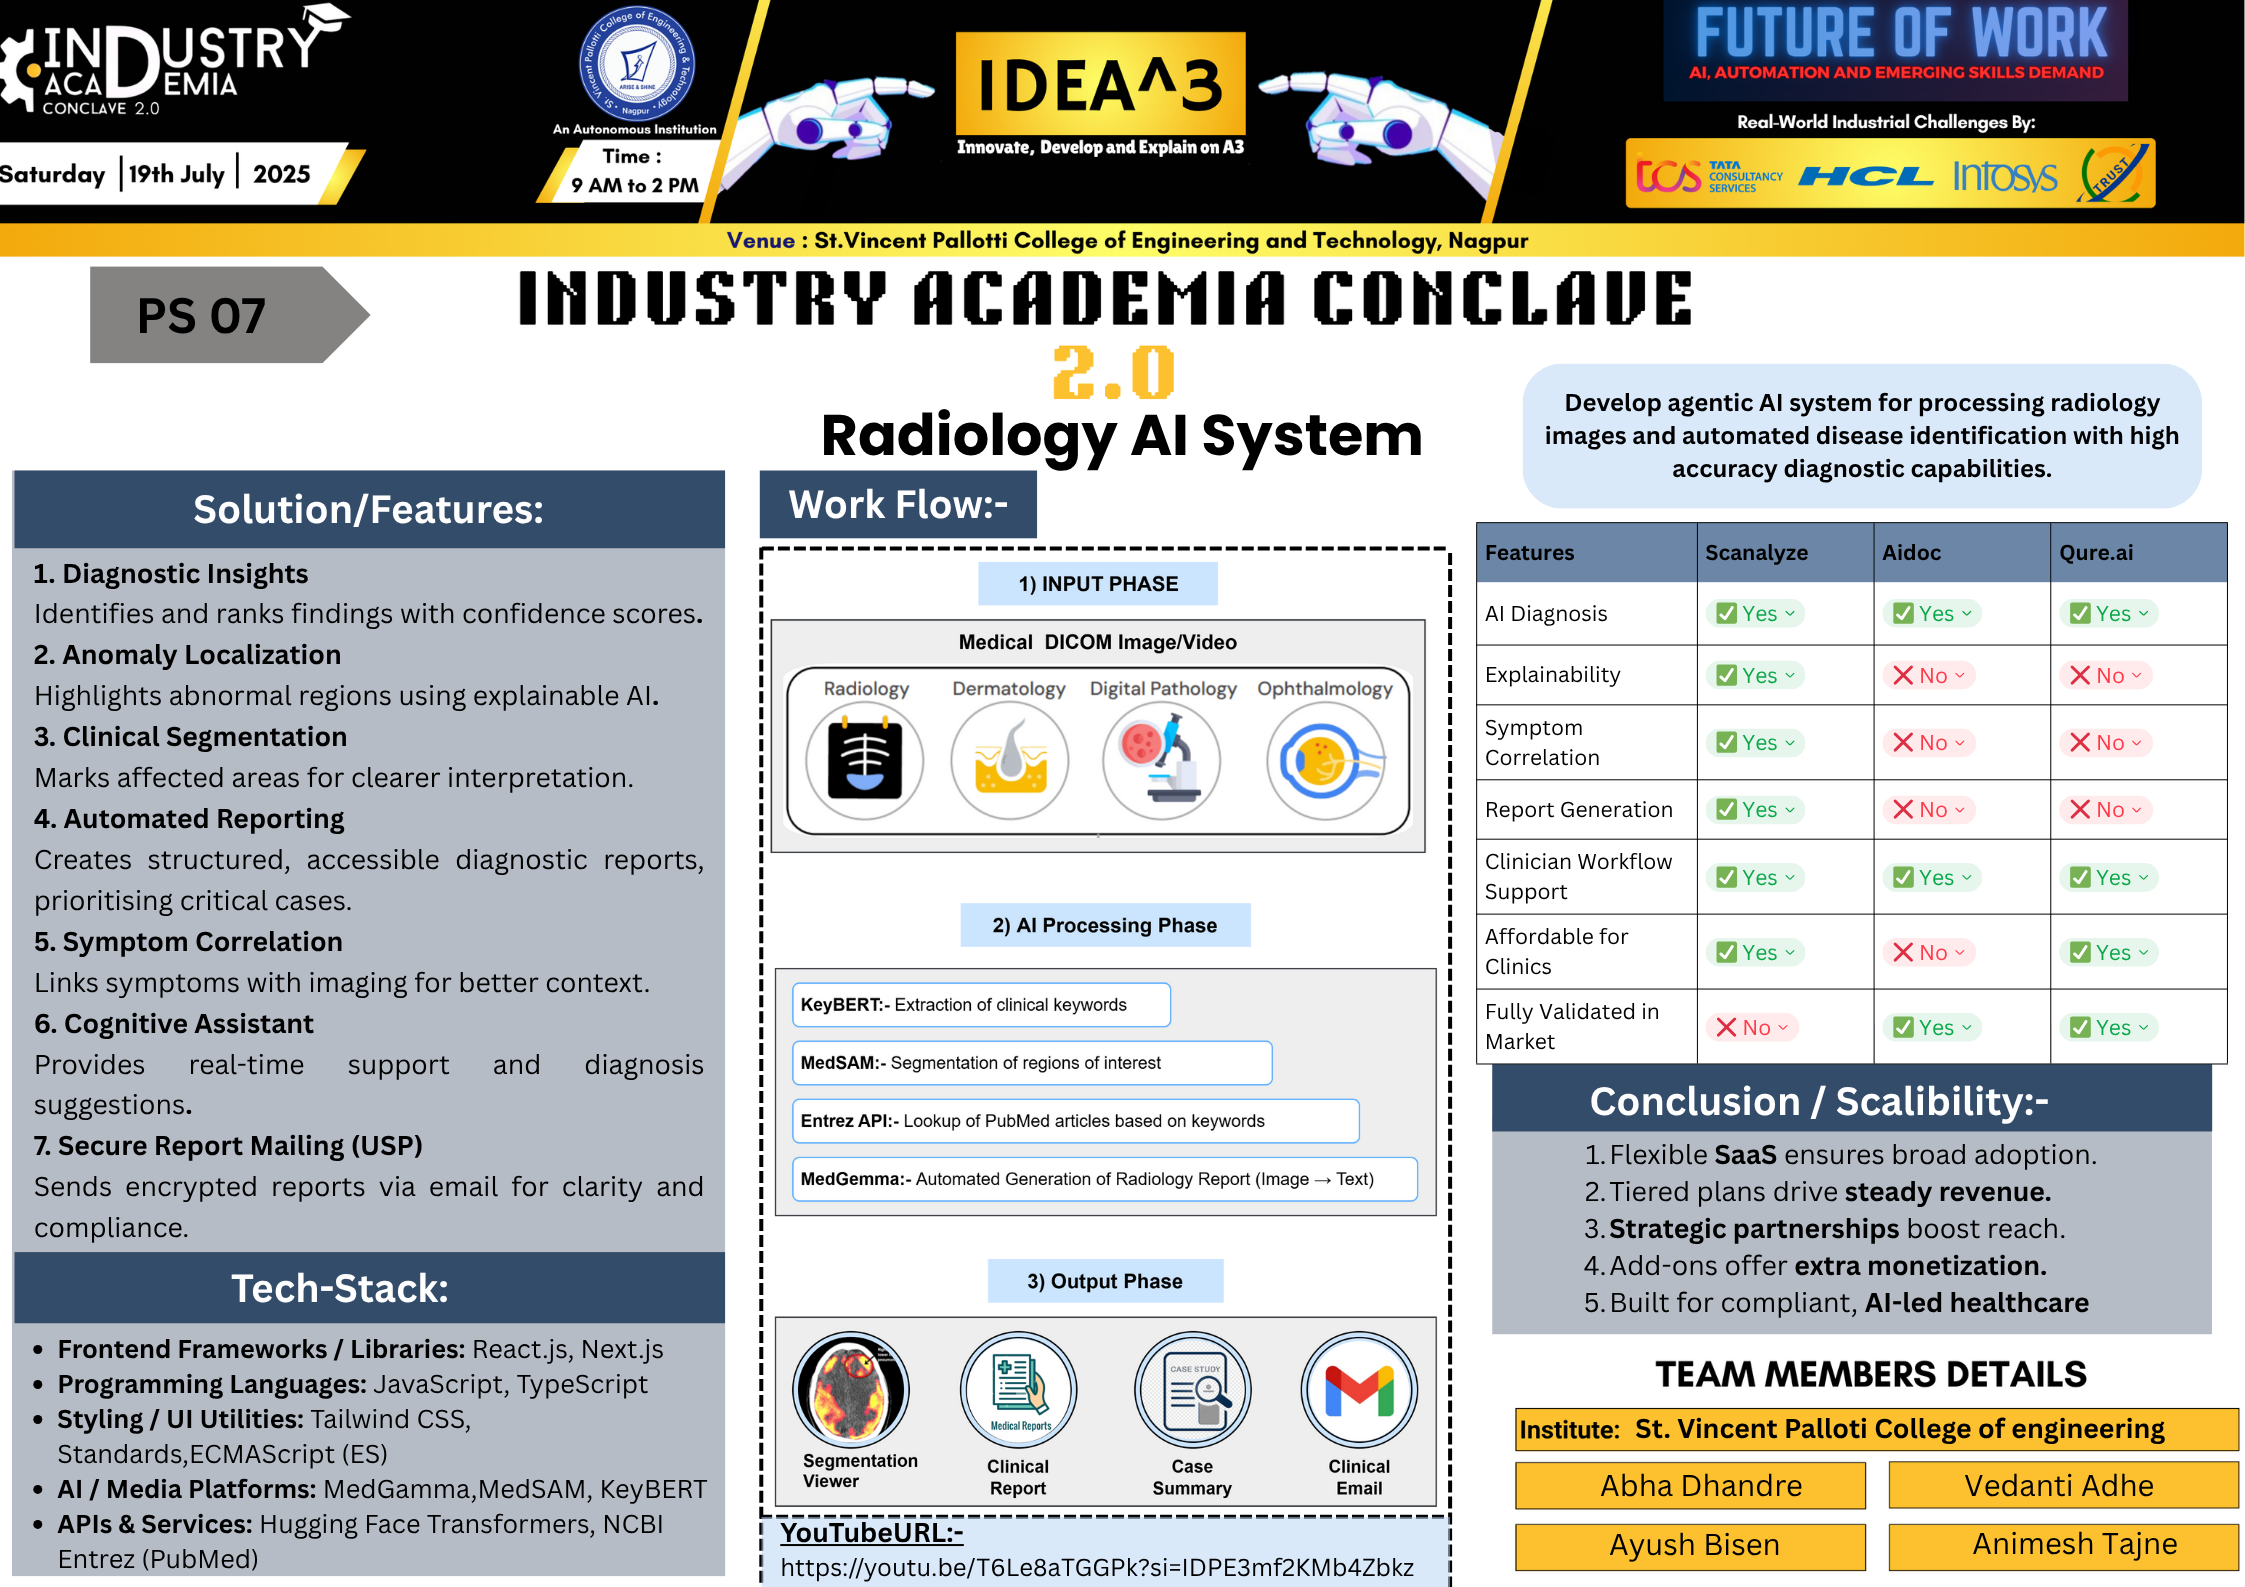 INDUSTRY
ACADEMIA
CONCLAVE 2.0
Saturday | 19th July | 2025
St. Vincent Pallotti College of Engineering & Technology
ARISE & SHINE
Nagpur
An Autonomous Institution
Time :
9 AM to 2 PM
IDEA^3
Innovate, Develop and Explain on A3
FUTURE OF WORK
AI, AUTOMATION AND EMERGING SKILLS DEMAND
Real-World Industrial Challenges By:
tcs TATA
CONSULTANCY
SERVICES
HCL
Infosys
TRUST
Venue : St.Vincent Pallotti College of Engineering and Technology, Nagpur
PS 07
INDUSTRY ACADEMIA CONCLAVE
2.0
Radiology AI System
Develop agentic AI system for processing radiology
images and automated disease identification with high
accuracy diagnostic capabilities.
Solution/Features:
1. Diagnostic Insights
Identifies and ranks findings with confidence scores.
2. Anomaly Localization
Highlights abnormal regions using explainable AI.
3. Clinical Segmentation
Marks affected areas for clearer interpretation.
4. Automated Reporting
Creates structured, accessible diagnostic reports,
prioritising critical cases.
5. Symptom Correlation
Links symptoms with imaging for better context.
6. Cognitive Assistant
Provides real-time support and diagnosis
suggestions.
7. Secure Report Mailing (USP)
Sends encrypted reports via email for clarity and
compliance.
Tech-Stack:
• Frontend Frameworks / Libraries: React.js, Next.js
• Programming Languages: JavaScript, TypeScript
• Styling / UI Utilities: Tailwind CSS,
Standards,ECMAScript (ES)
• AI / Media Platforms: MedGamma,MedSAM, KeyBERT
• APIs & Services: Hugging Face Transformers, NCBI
Entrez (PubMed)
Work Flow:-
1) INPUT PHASE
Medical DICOM Image/Video
Radiology Dermatology Digital Pathology Ophthalmology
2) AI Processing Phase
KeyBERT:- Extraction of clinical keywords
MedSAM:- Segmentation of regions of interest
Entrez API:- Lookup of PubMed articles based on keywords
MedGemma:- Automated Generation of Radiology Report (Image → Text)
3) Output Phase
Medical Reports
CASE STUDY
Segmentation
Viewer
Clinical
Report
Case
Summary
Clinical
Email
YouTubeURL:-
https://youtu.be/T6Le8aTGGPk?si=IDPE3mf2KMb4Zbkz
Features Scanalyze Aidoc Qure.ai
AI Diagnosis ✅ Yes ✅ Yes ✅ Yes
Explainability ✅ Yes ❌ No ❌ No
Symptom
Correlation ✅ Yes ❌ No ❌ No
Report Generation ✅ Yes ❌ No ❌ No
Clinician Workflow
Support ✅ Yes ✅ Yes ✅ Yes
Affordable for
Clinics ✅ Yes ❌ No ✅ Yes
Fully Validated in
Market ❌ No ✅ Yes ✅ Yes
Conclusion / Scalibility:-
1. Flexible SaaS ensures broad adoption.
2. Tiered plans drive steady revenue.
3. Strategic partnerships boost reach.
4. Add-ons offer extra monetization.
5. Built for compliant, AI-led healthcare
TEAM MEMBERS DETAILS
Institute: St. Vincent Palloti College of engineering
Abha Dhandre
Vedanti Adhe
Ayush Bisen
Animesh Tajne